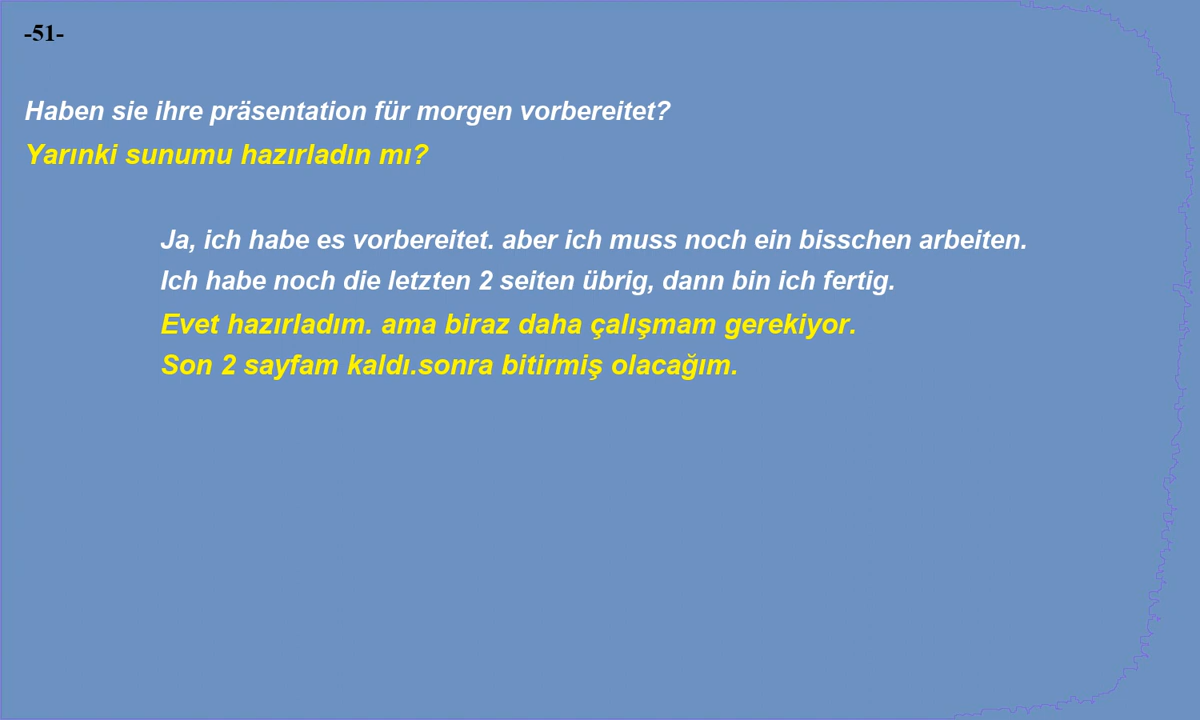 -51-
Haben sie ihre präsentation für morgen vorbereitet?
Yarınki sunumu hazırladın mı?
Ja, ich habe es vorbereitet. aber ich muss noch ein bisschen arbeiten.
Ich habe noch die letzten 2 seiten übrig, dann bin ich fertig.
Evet hazırladım. ama biraz daha çalışmam gerekiyor.
Son 2 sayfam kaldı.sonra bitirmiş olacağım.